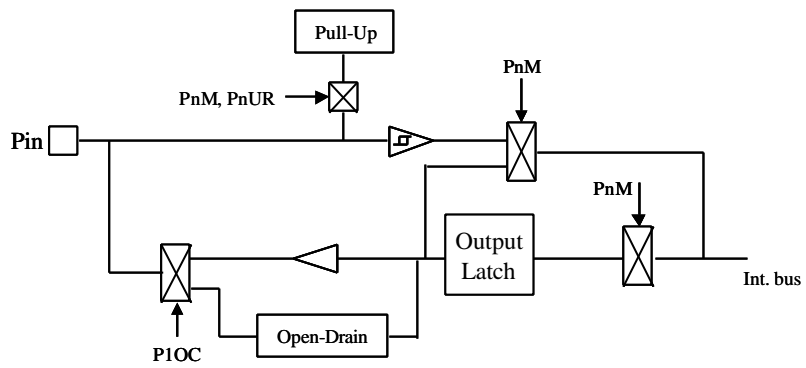 Pull-Up
PnM
PnM, PnUR
Pin
PnM
Output
Latch
Int. bus
Open-Drain
P1OC